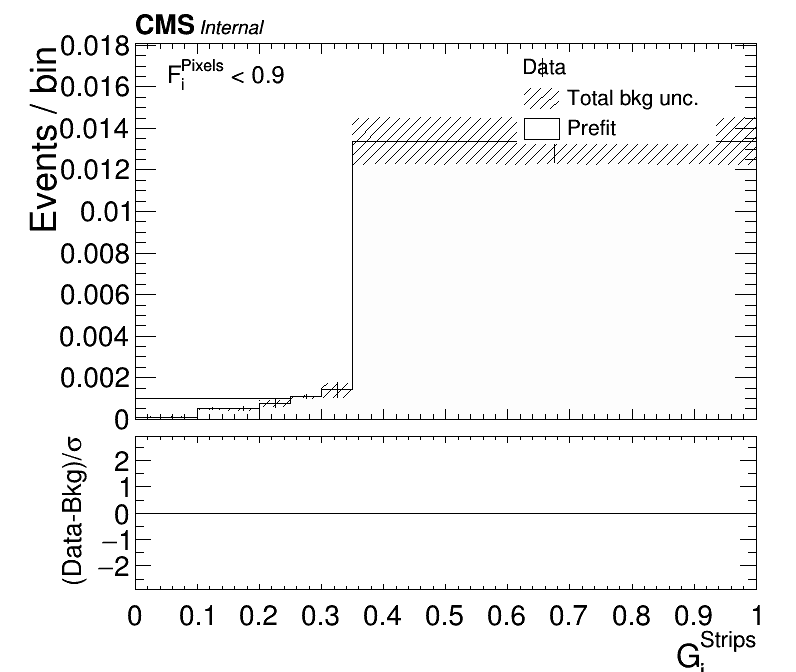 CMS Internal
F_i^Pixels < 0.9
Data
Total bkg unc.
Prefit
Events / bin
0.018
0.016
0.014
0.012
0.01
0.008
0.006
0.004
0.002
0
(Data-Bkg)/σ
2
1
0
−1
−2
0 0.1 0.2 0.3 0.4 0.5 0.6 0.7 0.8 0.9 1
G_i^Strips